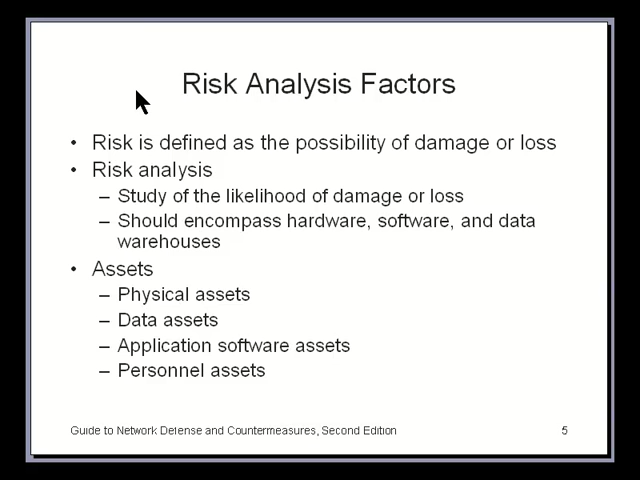 Risk Analysis Factors
• Risk is defined as the possibility of damage or loss
• Risk analysis
– Study of the likelihood of damage or loss
– Should encompass hardware, software, and data
warehouses
• Assets
– Physical assets
– Data assets
– Application software assets
– Personnel assets
Guide to Network Defense and Countermeasures, Second Edition 5